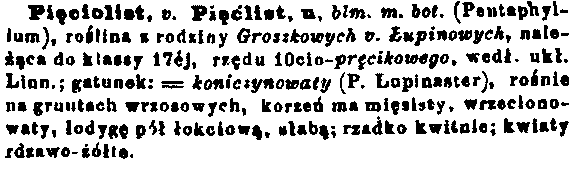 Pięciolist, v. Pięćlist, u, blm. m. bot. (Pentaphyl-
lum), roślina z rodziny Groszkowych v. Łupinowych, nale-
żąca do klassy 17éj, rzędu 10cio-pręcikowego, wedł. ukł.
Linn.; gatunek: = koniczynowaty (P. Lupinaster), rośnie
na gruntach wrzosowych, korzeń ma mięsisty, wrzeciono-
waty, łodygę pół łokciową, słabą; rzadko kwitnie; kwiaty
rdzawo-żółte.